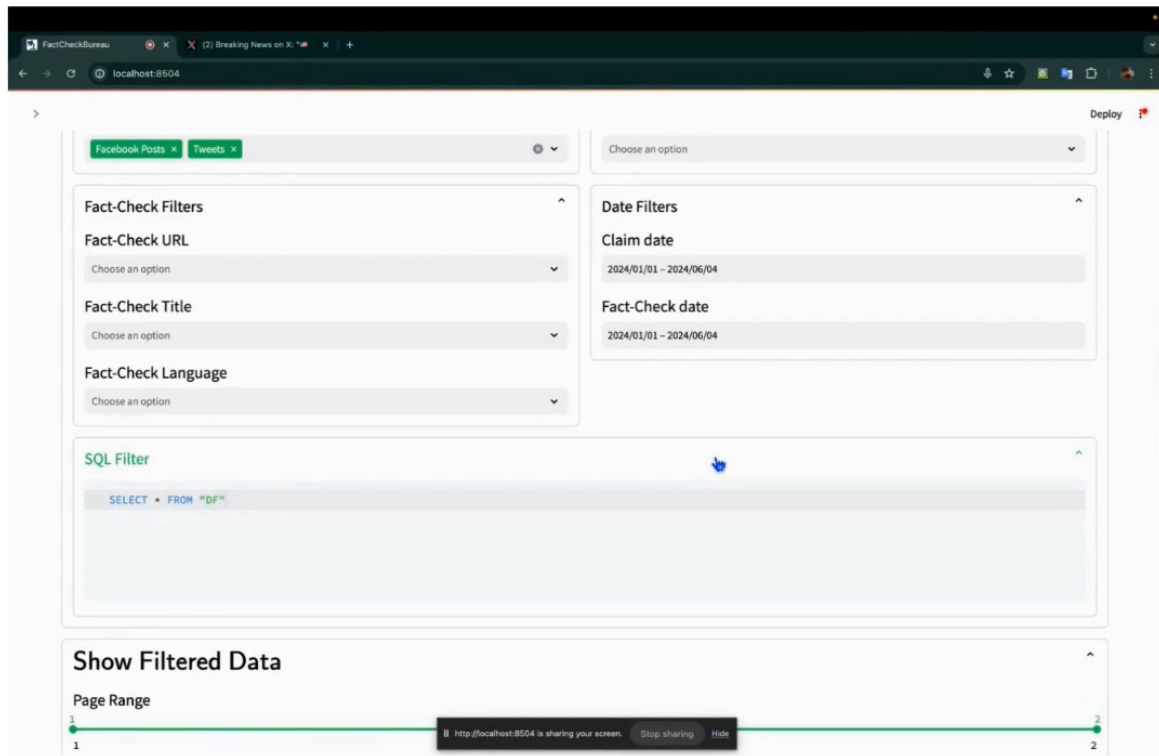 FactCheckBureau
(2) Breaking News on X: "
localhost:8504
Deploy
Facebook Posts × Tweets ×
Choose an option
Fact-Check Filters
Fact-Check URL
Choose an option
Fact-Check Title
Choose an option
Fact-Check Language
Choose an option
Date Filters
Claim date
2024/01/01 – 2024/06/04
Fact-Check date
2024/01/01 – 2024/06/04
SQL Filter
SELECT * FROM "DF"
Show Filtered Data
Page Range
1 2
1 2
http://localhost:8504 is sharing your screen. Stop sharing Hide